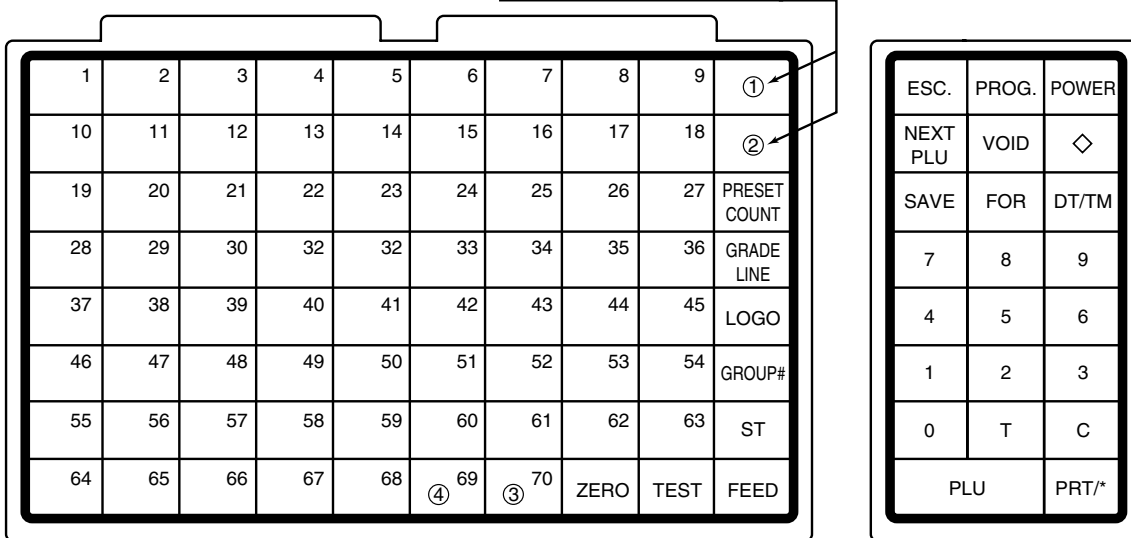 1 2 3 4 5 6 7 8 9 ①
10 11 12 13 14 15 16 17 18 ②
19 20 21 22 23 24 25 26 27 PRESET COUNT
28 29 30 32 32 33 34 35 36 GRADE LINE
37 38 39 40 41 42 43 44 45 LOGO
46 47 48 49 50 51 52 53 54 GROUP#
55 56 57 58 59 60 61 62 63 ST
64 65 66 67 68 ④ 69 ③ 70 ZERO TEST FEED
ESC. PROG. POWER
NEXT PLU VOID ◇
SAVE FOR DT/TM
7 8 9
4 5 6
1 2 3
0 T C
PLU PRT/*